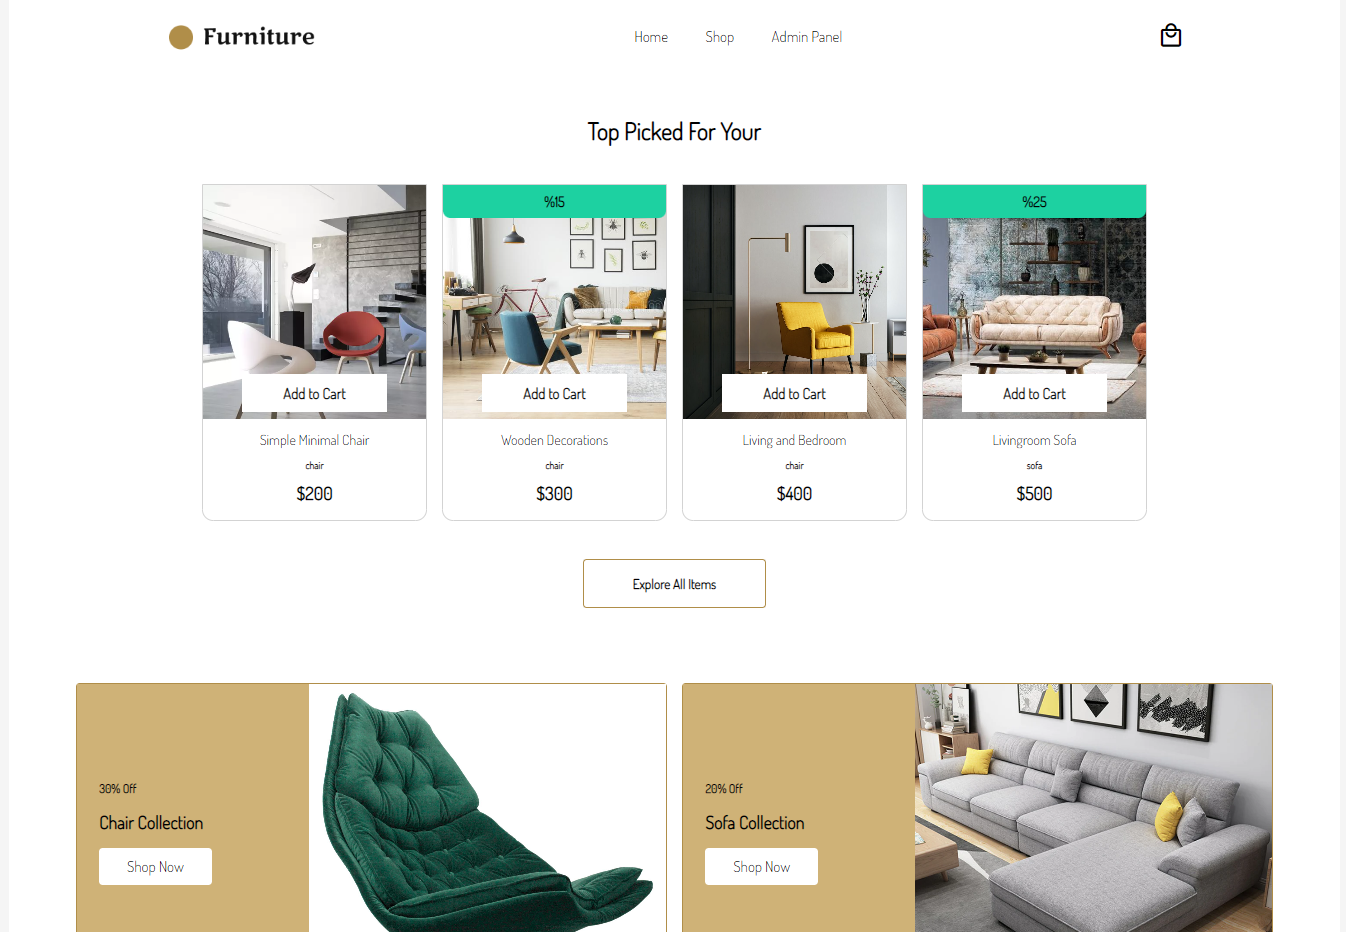 Furniture
Home Shop Admin Panel
Top Picked For Your
%15
%25
Add to Cart
Add to Cart
Add to Cart
Add to Cart
Simple Minimal Chair
chair
$200
Wooden Decorations
chair
$300
Living and Bedroom
chair
$400
Livingroom Sofa
sofa
$500
Explore All Items
30% Off
Chair Collection
Shop Now
20% Off
Sofa Collection
Shop Now